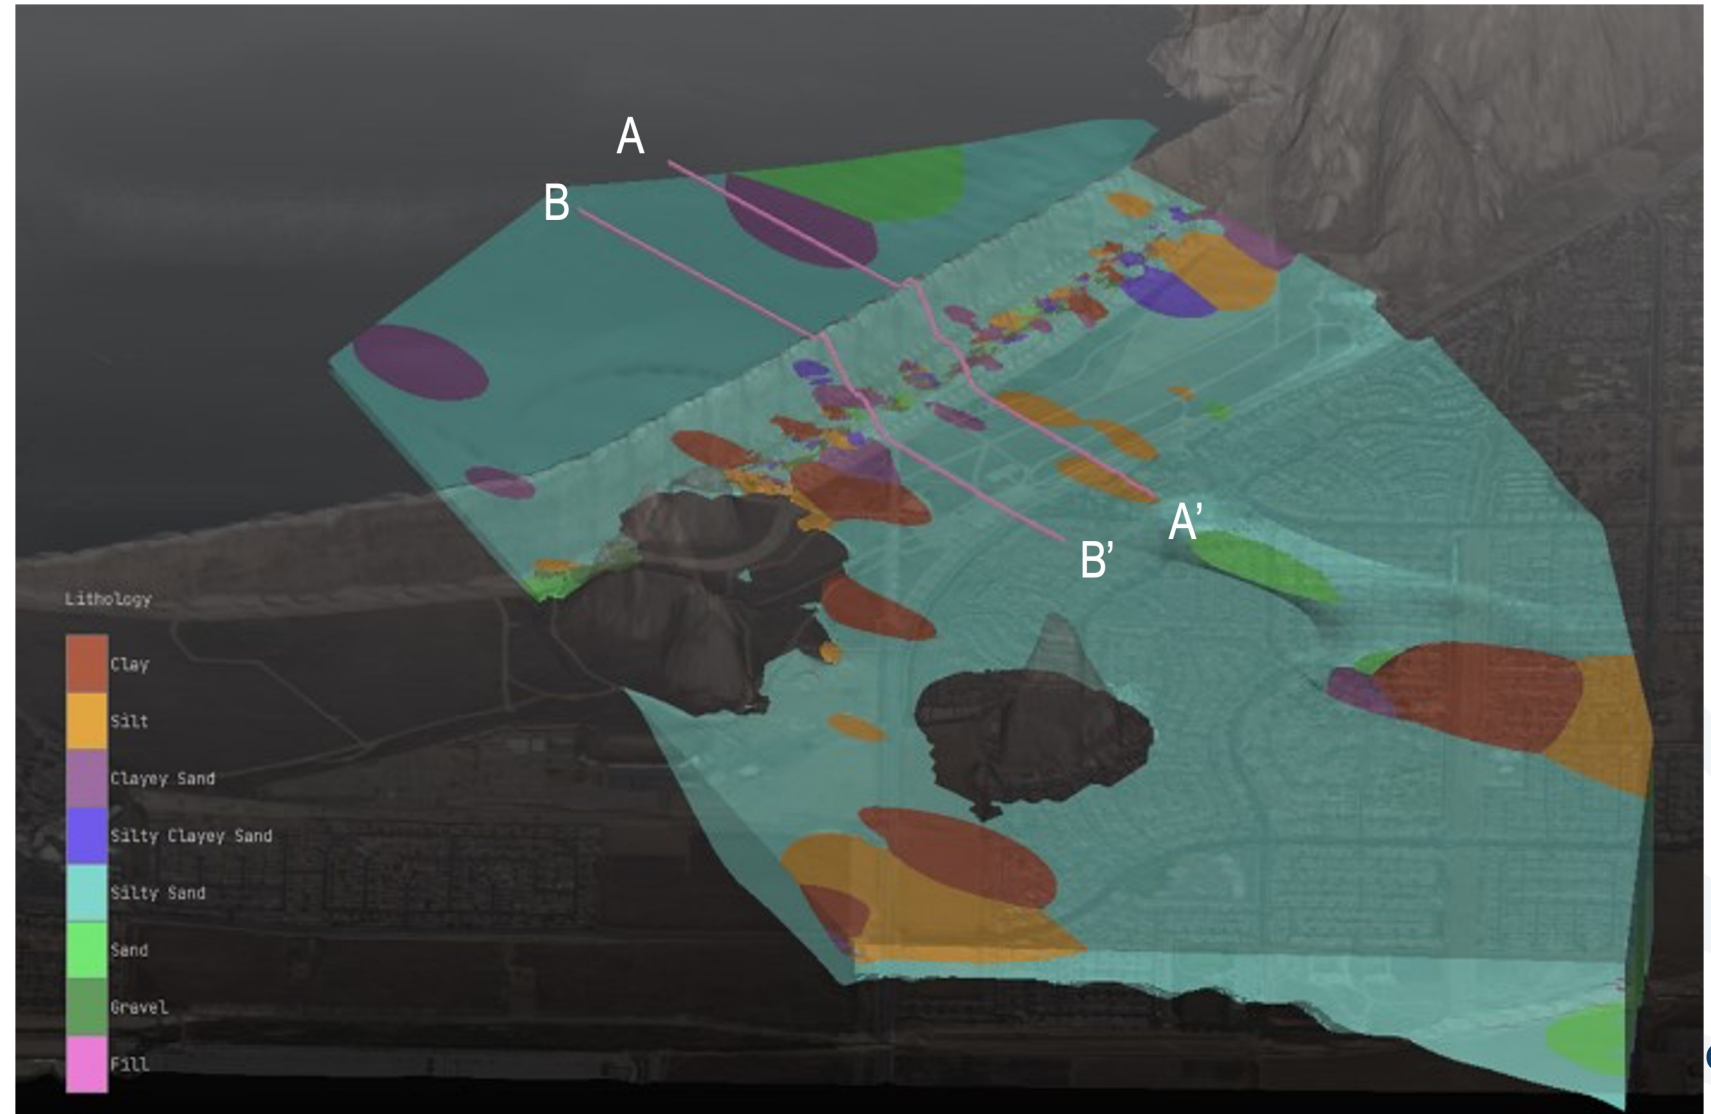 A
B
A’
B’
Lithology
Clay
Silt
Clayey Sand
Silty Clayey Sand
Silty Sand
Sand
Gravel
Fill